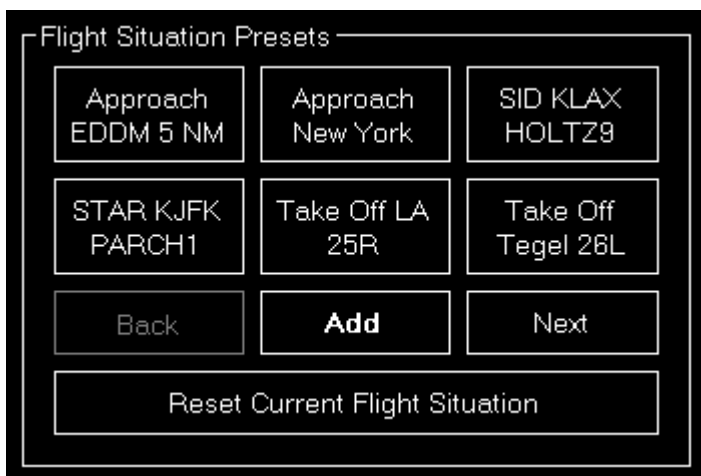 Flight Situation Presets
Approach
EDDM 5 NM
Approach
New York
SID KLAX
HOLTZ9
STAR KJFK
PARCH1
Take Off LA
25R
Take Off
Tegel 26L
Back
Add
Next
Reset Current Flight Situation